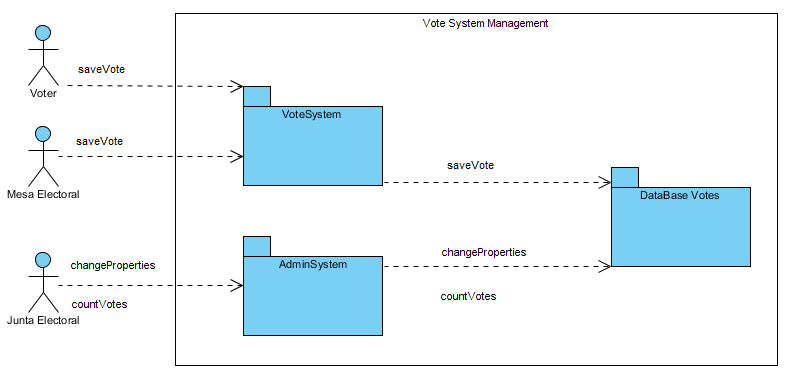 Vote System Management
saveVote
Voter
VoteSystem
saveVote
Mesa Electoral
saveVote
DataBase Votes
changeProperties
AdminSystem
changeProperties
countVotes
countVotes
Junta Electoral